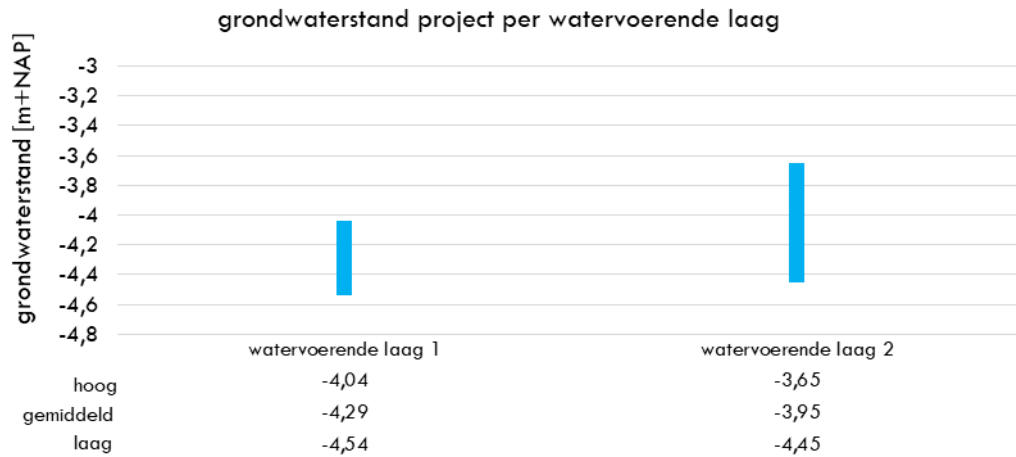 grondwaterstand project per watervoerende laag
grondwaterstand [m+NAP]
-3
-3,2
-3,4
-3,6
-3,8
-4
-4,2
-4,4
-4,6
-4,8
watervoerende laag 1 watervoerende laag 2
hoog -4,04 -3,65
gemiddeld -4,29 -3,95
laag -4,54 -4,45